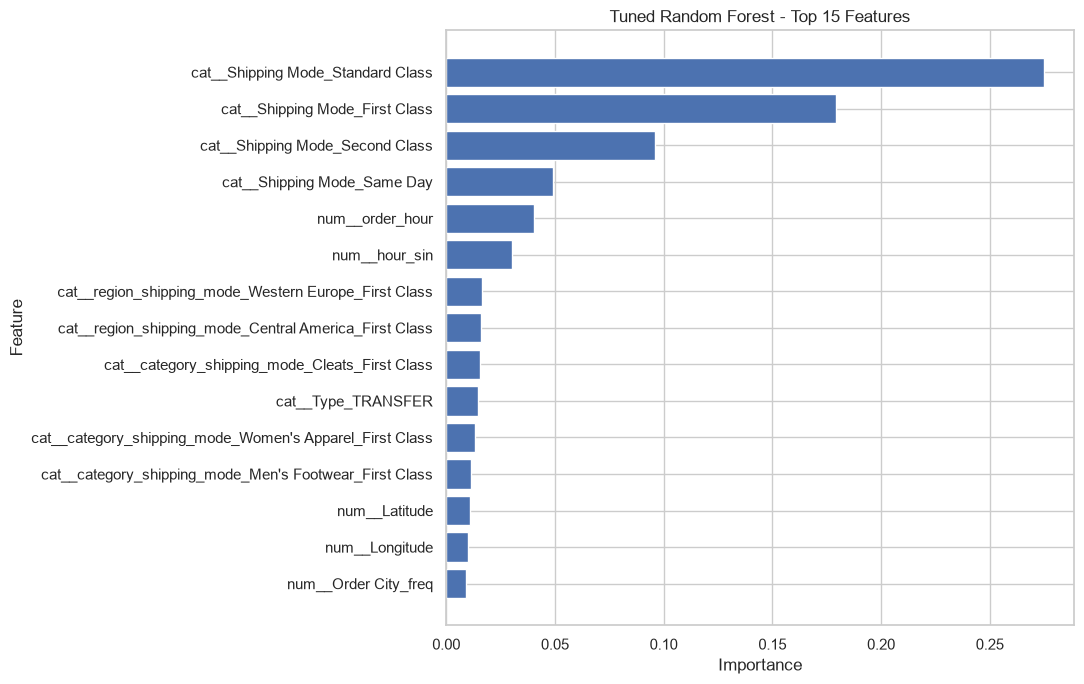 Tuned Random Forest - Top 15 Features
Feature
cat__Shipping Mode_Standard Class
cat__Shipping Mode_First Class
cat__Shipping Mode_Second Class
cat__Shipping Mode_Same Day
num__order_hour
num__hour_sin
cat__region_shipping_mode_Western Europe_First Class
cat__region_shipping_mode_Central America_First Class
cat__category_shipping_mode_Cleats_First Class
cat__Type_TRANSFER
cat__category_shipping_mode_Women's Apparel_First Class
cat__category_shipping_mode_Men's Footwear_First Class
num__Latitude
num__Longitude
num__Order City_freq
0.00 0.05 0.10 0.15 0.20 0.25
Importance